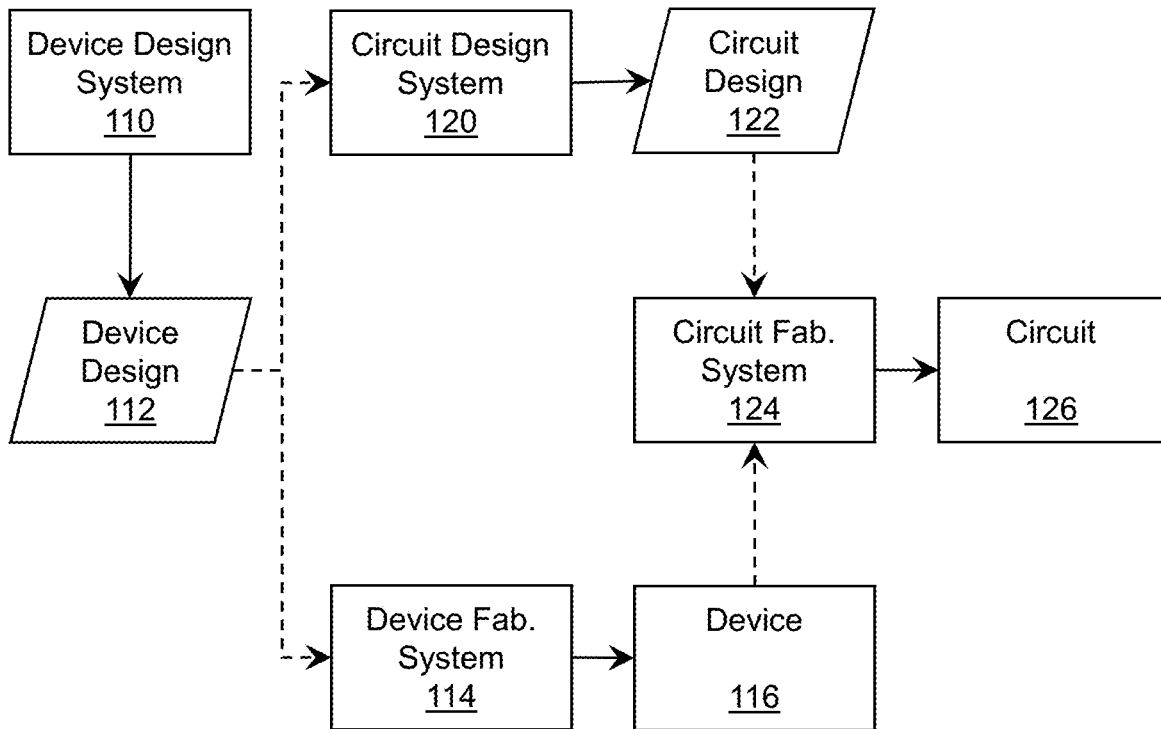 Device Design
System
110
Circuit Design
System
120
Circuit
Design
122
Device
Design
112
Circuit Fab.
System
124
Circuit
126
Device Fab.
System
114
Device
116